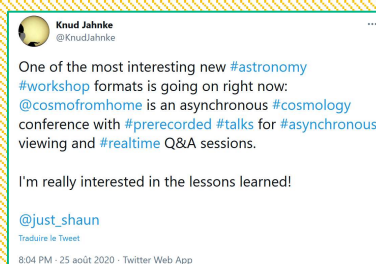 Knud Jahnke
@KnudJahnke
One of the most interesting new #astronomy
#workshop formats is going on right now:
@cosmofromhome is an asynchronous #cosmology
conference with #prerecorded #talks for #asynchronous
viewing and #realtime Q&A sessions.
I'm really interested in the lessons learned!
@just_shaun
Traduire le Tweet
8:04 PM · 25 août 2020 · Twitter Web App